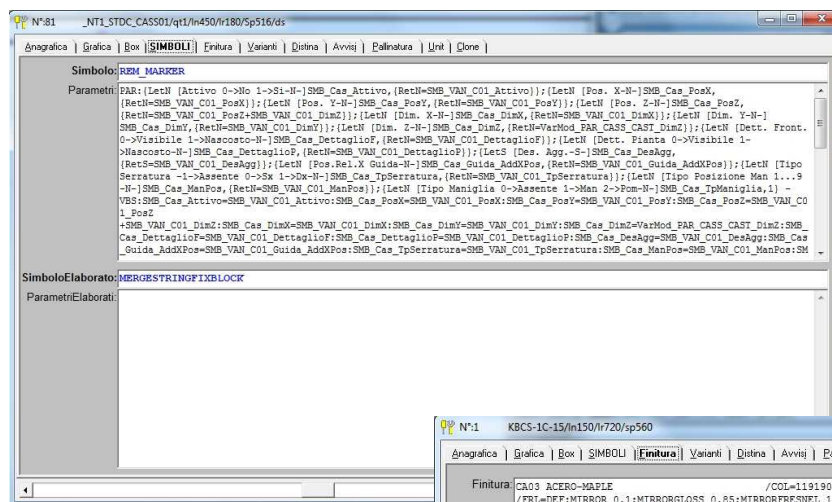 N°:81 _NT1_STDC_CASS01/qt1/ln450/lr180/Sp516/ds
Anagrafica Grafica Box SIMBOLI Finitura Varianti Distina Avvisi Pallinatura Unit Clone
Simbolo: REM_MARKER
Parametri: PAR:{LetN [Attivo 0->No 1->Si-N-]SMB_Cas_Attivo,{RetN=SMB_VAN_C01_Attivo}};{LetN [Pos. X-N-]SMB_Cas_PosX,
{RetN=SMB_VAN_C01_PosX}};{LetN [Pos. Y-N-]SMB_Cas_PosY,{RetN=SMB_VAN_C01_PosY}};{LetN [Pos. Z-N-]SMB_Cas_PosZ,
{RetN=SMB_VAN_C01_PosZ+SMB_VAN_C01_DimZ}};{LetN [Dim. X-N-]SMB_Cas_DimX,{RetN=SMB_VAN_C01_DimX}};{LetN [Dim. Y-N-]
SMB_Cas_DimY,{RetN=SMB_VAN_C01_DimY}};{LetN [Dim. Z-N-]SMB_Cas_DimZ,{RetN=VarMod_PAR_CASS_CAST_DimZ}};{LetN [Dett. Front.
0->Visibile 1->Nascosto-N-]SMB_Cas_DettaglioF,{RetN=SMB_VAN_C01_DettaglioF}};{LetN [Dett. Pianta 0->Visibile 1-
>Nascosto-N-]SMB_Cas_DettaglioP,{RetN=SMB_VAN_C01_DettaglioP}};{LetS [Des. Agg.-S-]SMB_Cas_DesAgg,
{RetS=SMB_VAN_C01_DesAgg}};{LetN [Pos.Rel.X Guida-N-]SMB_Cas_Guida_AddXPos,{RetN=SMB_VAN_C01_Guida_AddXPos}};{LetN [Tipo
Serratura -1->Assente 0->Sx 1->Dx-N-]SMB_Cas_TpSerratura,{RetN=SMB_VAN_C01_TpSerratura}};{LetN [Tipo Posizione Man 1...9
-N-]SMB_Cas_ManPos,{RetN=SMB_VAN_C01_ManPos}};{LetN [Tipo Maniglia 0->Assente 1->Man 2->Pom-N-]SMB_Cas_TpManiglia,1} -
VBS:SMB_Cas_Attivo=SMB_VAN_C01_Attivo:SMB_Cas_PosX=SMB_VAN_C01_PosX:SMB_Cas_PosY=SMB_VAN_C01_PosY:SMB_Cas_PosZ=SMB_VAN_C0
1_PosZ
+SMB_VAN_C01_DimZ:SMB_Cas_DimX=SMB_VAN_C01_DimX:SMB_Cas_DimY=SMB_VAN_C01_DimY:SMB_Cas_DimZ=VarMod_PAR_CASS_CAST_DimZ:SMB_
Cas_DettaglioF=SMB_VAN_C01_DettaglioF:SMB_Cas_DettaglioP=SMB_VAN_C01_DettaglioP:SMB_Cas_DesAgg=SMB_VAN_C01_DesAgg:SMB_Cas
_Guida_AddXPos=SMB_VAN_C01_Guida_AddXPos:SMB_Cas_TpSerratura=SMB_VAN_C01_TpSerratura:SMB_Cas_ManPos=SMB_VAN_C01_ManPos:SM
SimboloElaborato: MERGESTRINGFIXBLOCK
ParametriElaborati:
N°:1 KBCS-1C-15/ln150/lr720/sp560
Anagrafica Grafica Box SIMBOLI Finitura Varianti Distina Avvisi
Finitura: CA03 ACERO-MAPLE /COL=119190
/FRL=DEF:MIRROR 0.1:MIRRORGLOSS 0.85:MIRRORFRESNEL